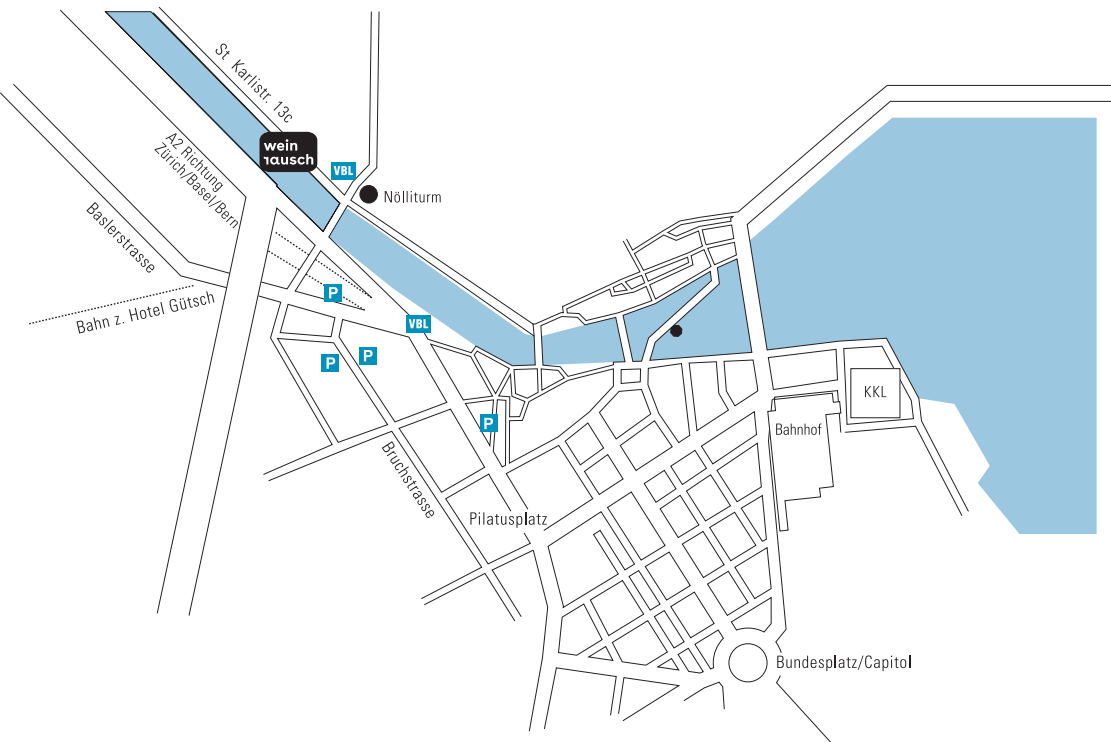 St. Karlistr. 13c
A2 Richtung
Zürich/Basel/Bern
wein
rausch
VBL
Nölliturm
Baslerstrasse
Bahn z. Hotel Gütsch
P
VBL
P
P
P
KKL
Bahnhof
Bruchstrasse
Pilatusplatz
Bundesplatz/Capitol